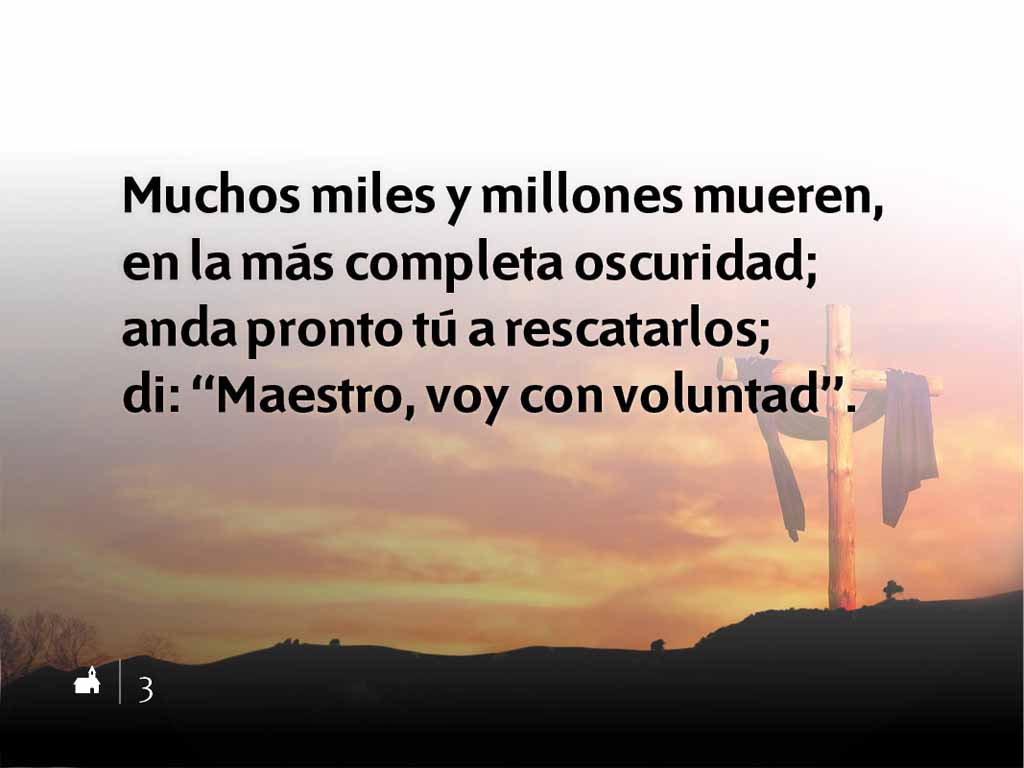 Muchos miles y millones mueren,
en la más completa oscuridad;
anda pronto tú a rescatarlos;
di: “Maestro, voy con voluntad”.
3